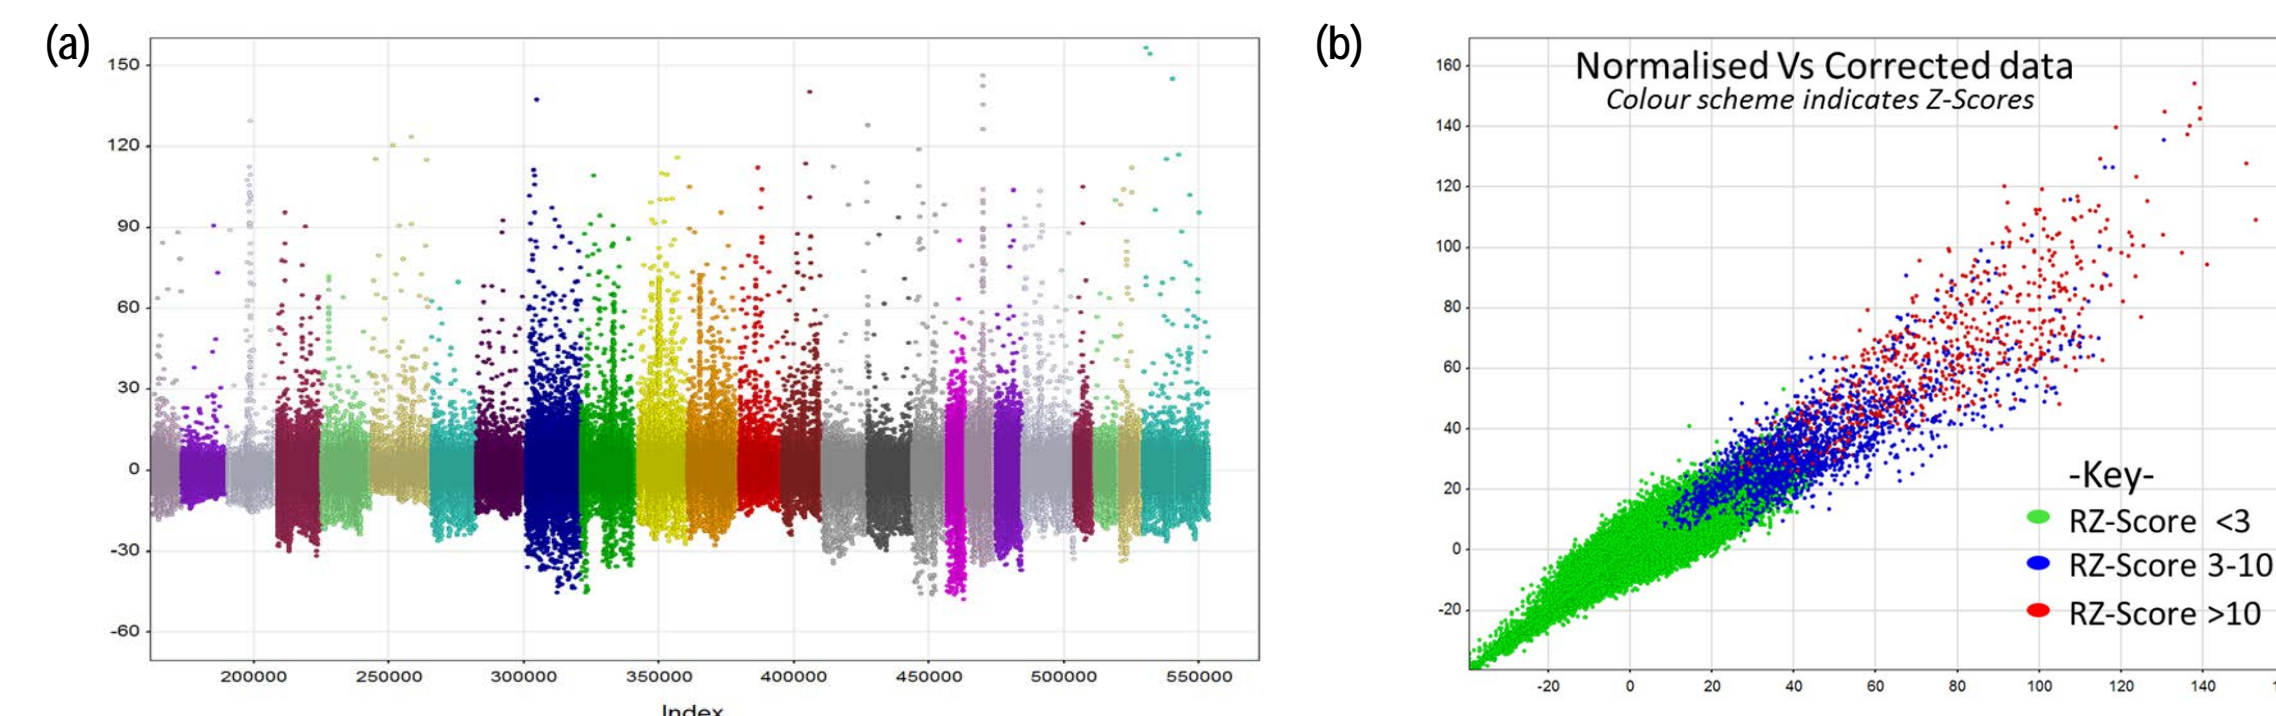 (a)
150
120
90
60
30
0
-30
-60
200000 250000 300000 350000 400000 450000 500000 550000
Index
(b)
Normalised Vs Corrected data
Colour scheme indicates Z-Scores
160
140
120
100
80
60
40
20
0
-20
-Key-
RZ-Score <3
RZ-Score 3-10
RZ-Score >10
-20 0 20 40 60 80 100 120 140